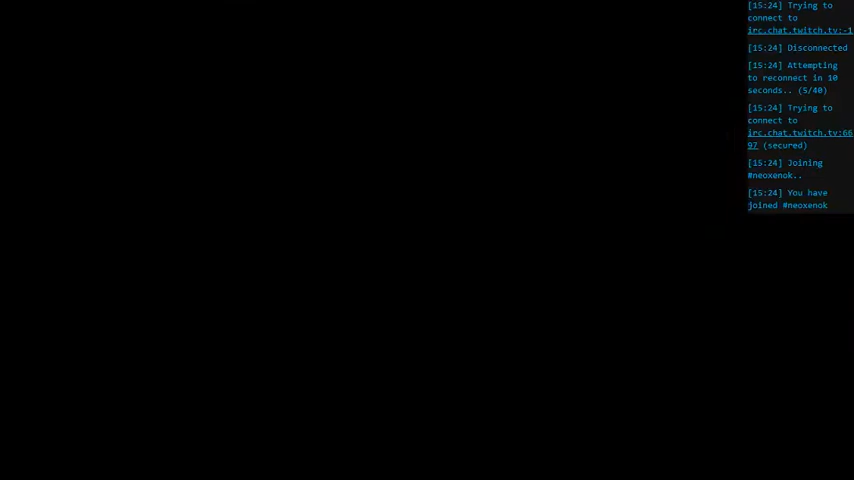 [15:24] Trying to
connect to
irc.chat.twitch.tv:-1
[15:24] Disconnected
[15:24] Attempting
to reconnect in 10
seconds.. (5/40)
[15:24] Trying to
connect to
irc.chat.twitch.tv:66
97 (secured)
[15:24] Joining
#neoxenok..
[15:24] You have
joined #neoxenok